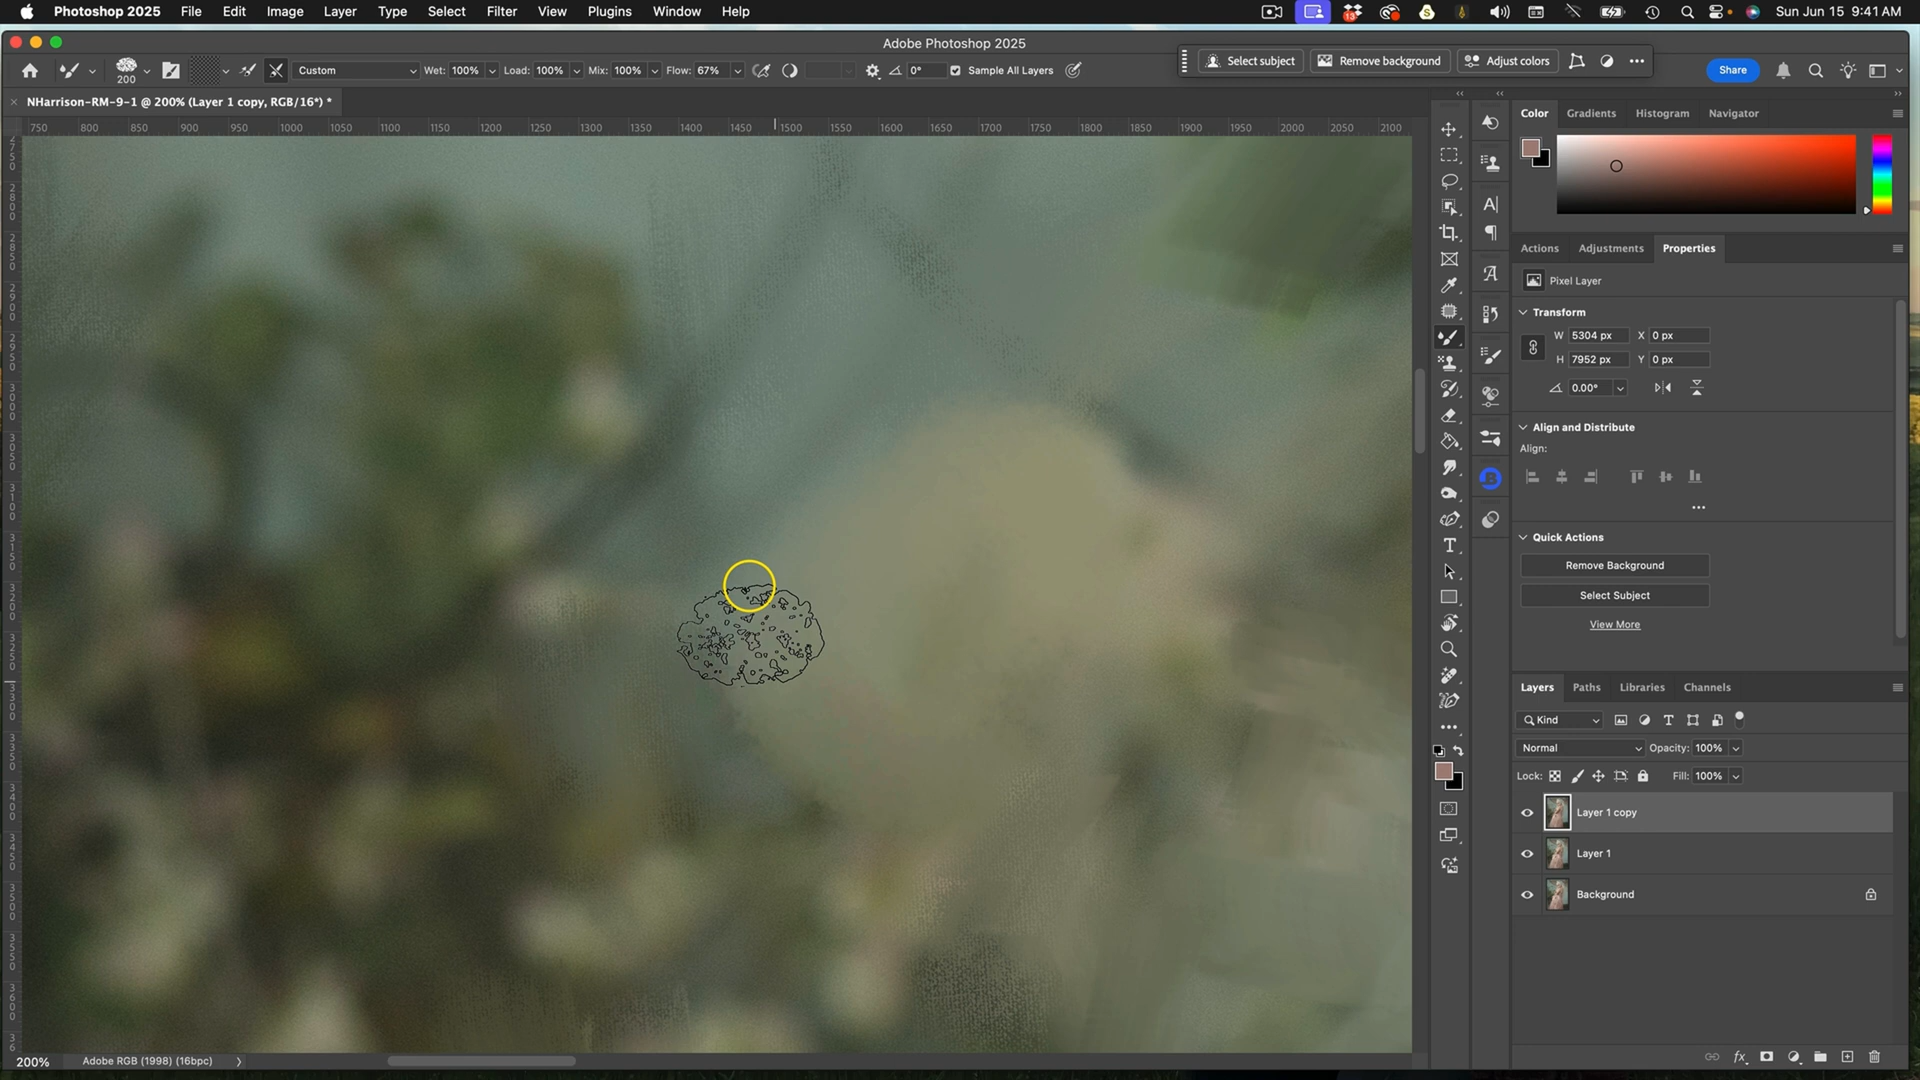 Photoshop 2025 File Edit Image Layer Type Select Filter View Plugins Window Help
13
Sun Jun 15 9:41 AM
Adobe Photoshop 2025
200
Custom
Wet: 100%
Load: 100%
Mix: 100%
Flow: 67%
0°
Sample All Layers
Select subject
Remove background
Adjust colors
Share
NHarrison-RM-9-1 @ 200% (Layer 1 copy, RGB/16*) *
750 800 850 900 950 1000 1050 1100 1150 1200 1250 1300 1350 1400 1450 1500 1550 1600 1650 1700 1750 1800 1850 1900 1950 2000 2050 2100
Color Gradients Histogram Navigator
Actions Adjustments Properties
Pixel Layer
Transform
W 5304 px X 0 px
H 7952 px Y 0 px
0.00°
Align and Distribute
Align:
Quick Actions
Remove Background
Select Subject
View More
Layers Paths Libraries Channels
Kind
Normal Opacity: 100%
Lock: Fill: 100%
Layer 1 copy
Layer 1
Background
200% Adobe RGB (1998) (16bpc)